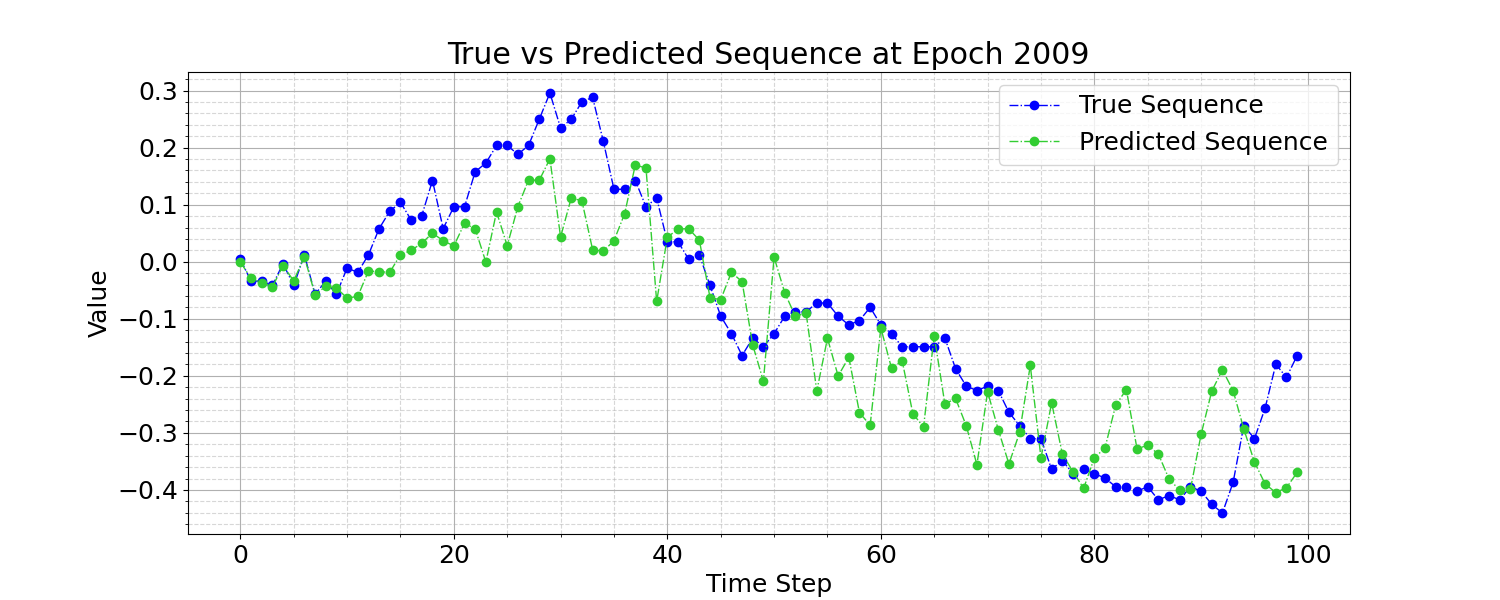 True vs Predicted Sequence at Epoch 2009
True Sequence
Predicted Sequence
Value
0.3
0.2
0.1
0.0
−0.1
−0.2
−0.3
−0.4
0 20 40 60 80 100
Time Step